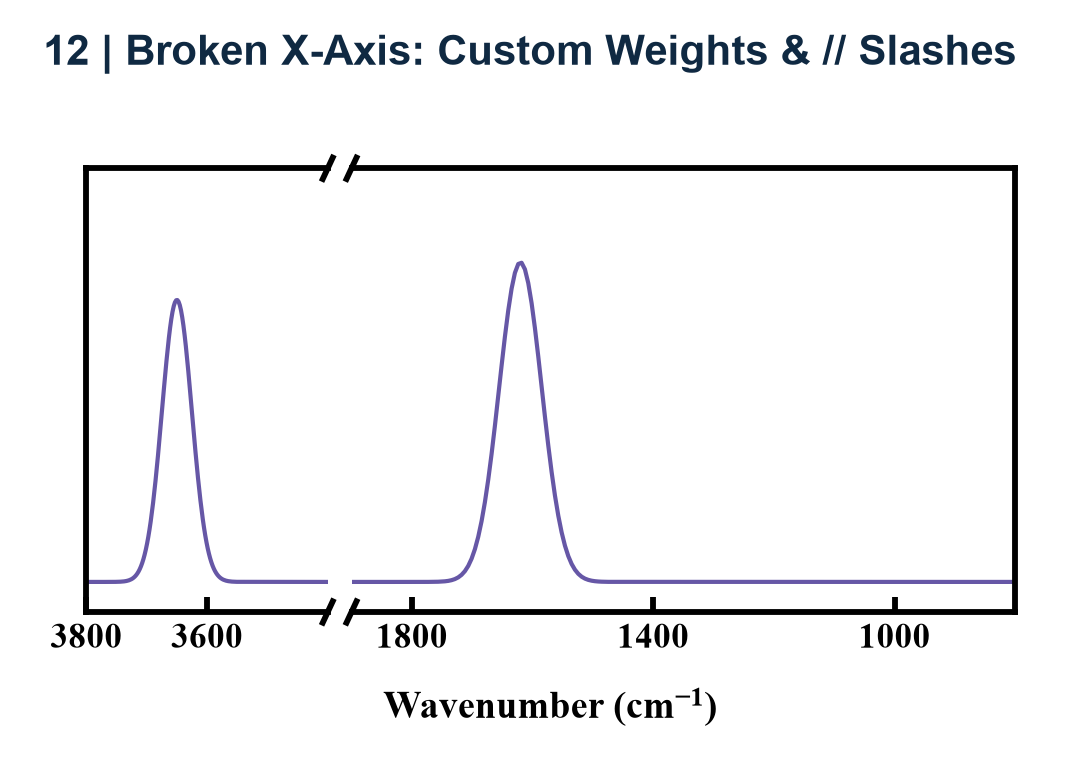 12 | Broken X-Axis: Custom Weights & // Slashes
3800 3600 1800 1400 1000
Wavenumber (cm⁻¹)